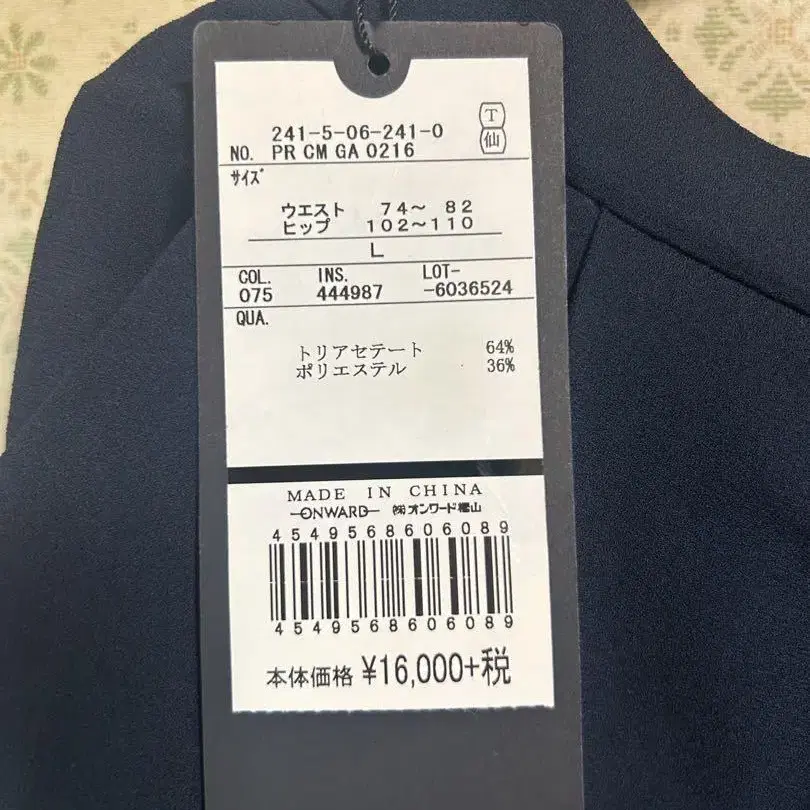 241-5-06-241-0
NO. PR CM GA 0216
T
仙
サイズ
ウエスト 74～ 82
ヒップ 102～110
L
COL. INS. LOT-
075 444987 -6036524
QUA.
トリアセテート 64%
ポリエステル 36%
MADE IN CHINA
ONWARD ㈱オンワード樫山
4549568606089
4549568606089
本体価格 ¥16,000+税